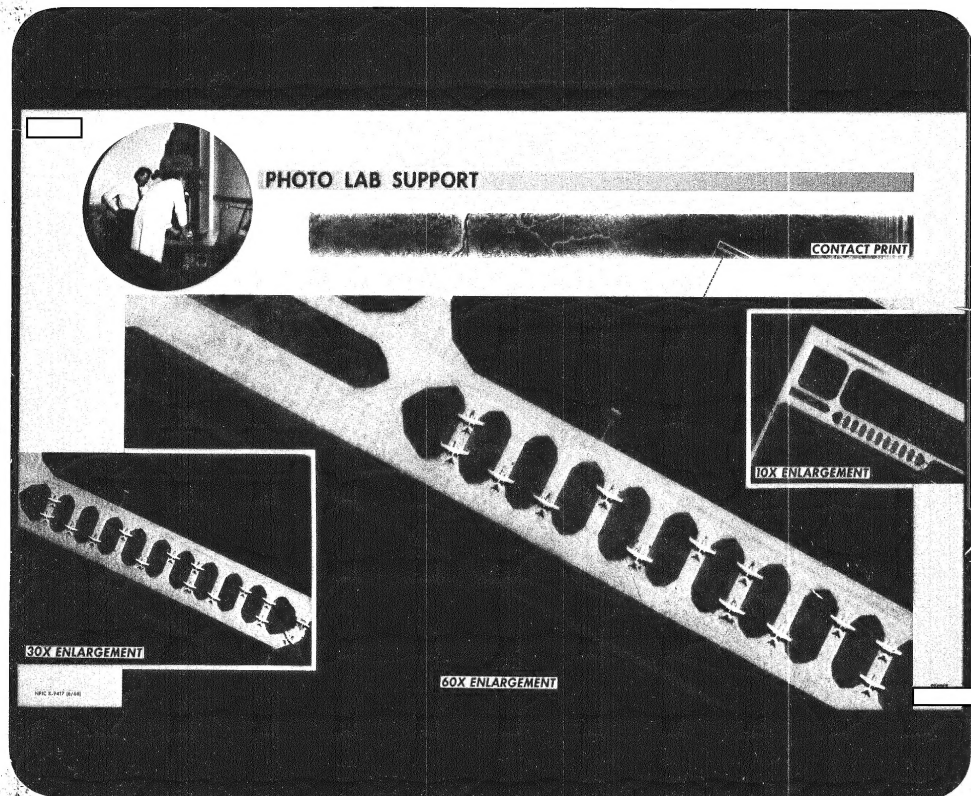 PHOTO LAB SUPPORT
CONTACT PRINT
10X ENLARGEMENT
30X ENLARGEMENT
60X ENLARGEMENT